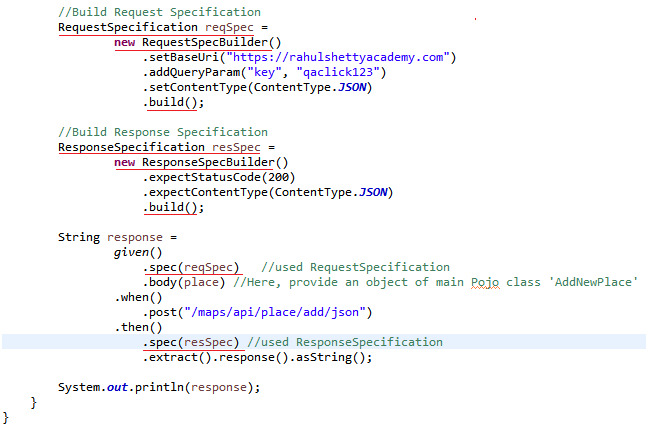 //Build Request Specification
RequestSpecification reqSpec =
new RequestSpecBuilder()
.setBaseUri("https://rahulshettyacademy.com")
.addQueryParam("key", "qaclick123")
.setContentType(ContentType.JSON)
.build();
//Build Response Specification
ResponseSpecification resSpec =
new ResponseSpecBuilder()
.expectStatusCode(200)
.expectContentType(ContentType.JSON)
.build();
String response =
given()
.spec(reqSpec)   //used RequestSpecification
.body(place) //Here, provide an object of main Pojo class 'AddNewPlace'
.when()
.post("/maps/api/place/add/json")
.then()
.spec(resSpec) //used ResponseSpecification
.extract().response().asString();
System.out.println(response);
}
}